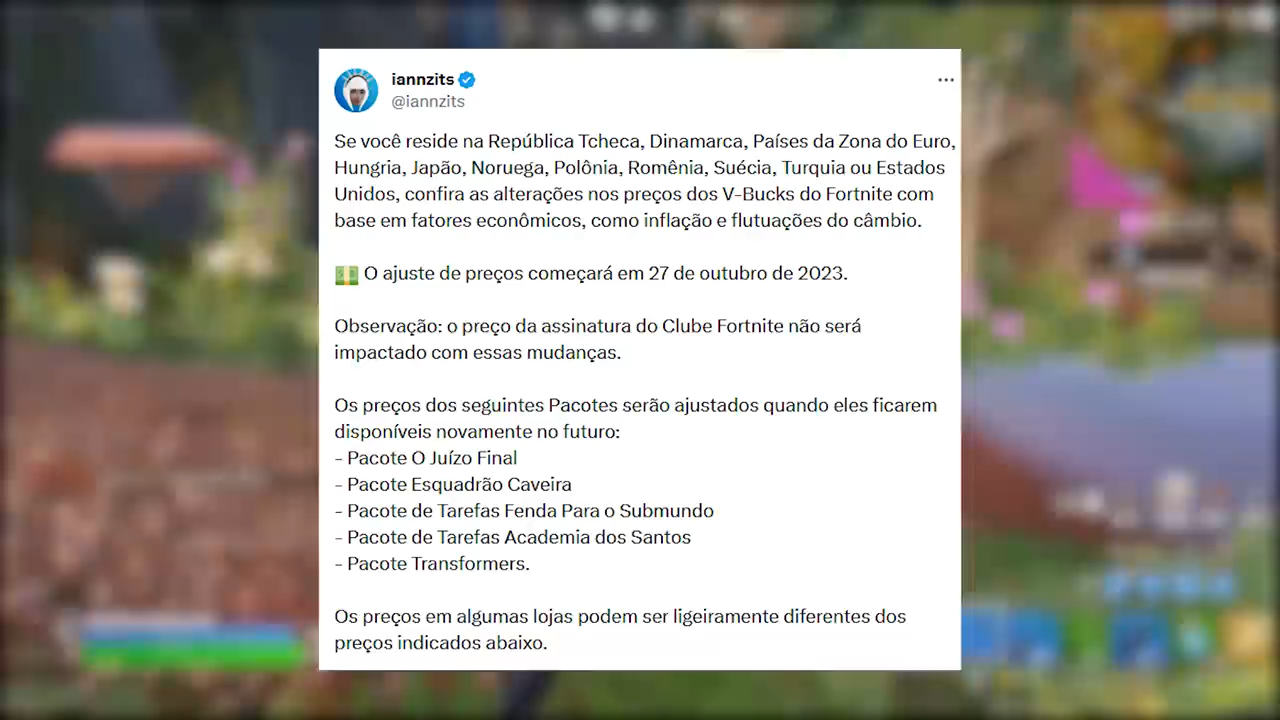 iannzits
@iannzits
Se você reside na República Tcheca, Dinamarca, Países da Zona do Euro,
Hungria, Japão, Noruega, Polônia, Romênia, Suécia, Turquia ou Estados
Unidos, confira as alterações nos preços dos V-Bucks do Fortnite com
base em fatores econômicos, como inflação e flutuações do câmbio.
💵 O ajuste de preços começará em 27 de outubro de 2023.
Observação: o preço da assinatura do Clube Fortnite não será
impactado com essas mudanças.
Os preços dos seguintes Pacotes serão ajustados quando eles ficarem
disponíveis novamente no futuro:
- Pacote O Juízo Final
- Pacote Esquadrão Caveira
- Pacote de Tarefas Fenda Para o Submundo
- Pacote de Tarefas Academia dos Santos
- Pacote Transformers.
Os preços em algumas lojas podem ser ligeiramente diferentes dos
preços indicados abaixo.